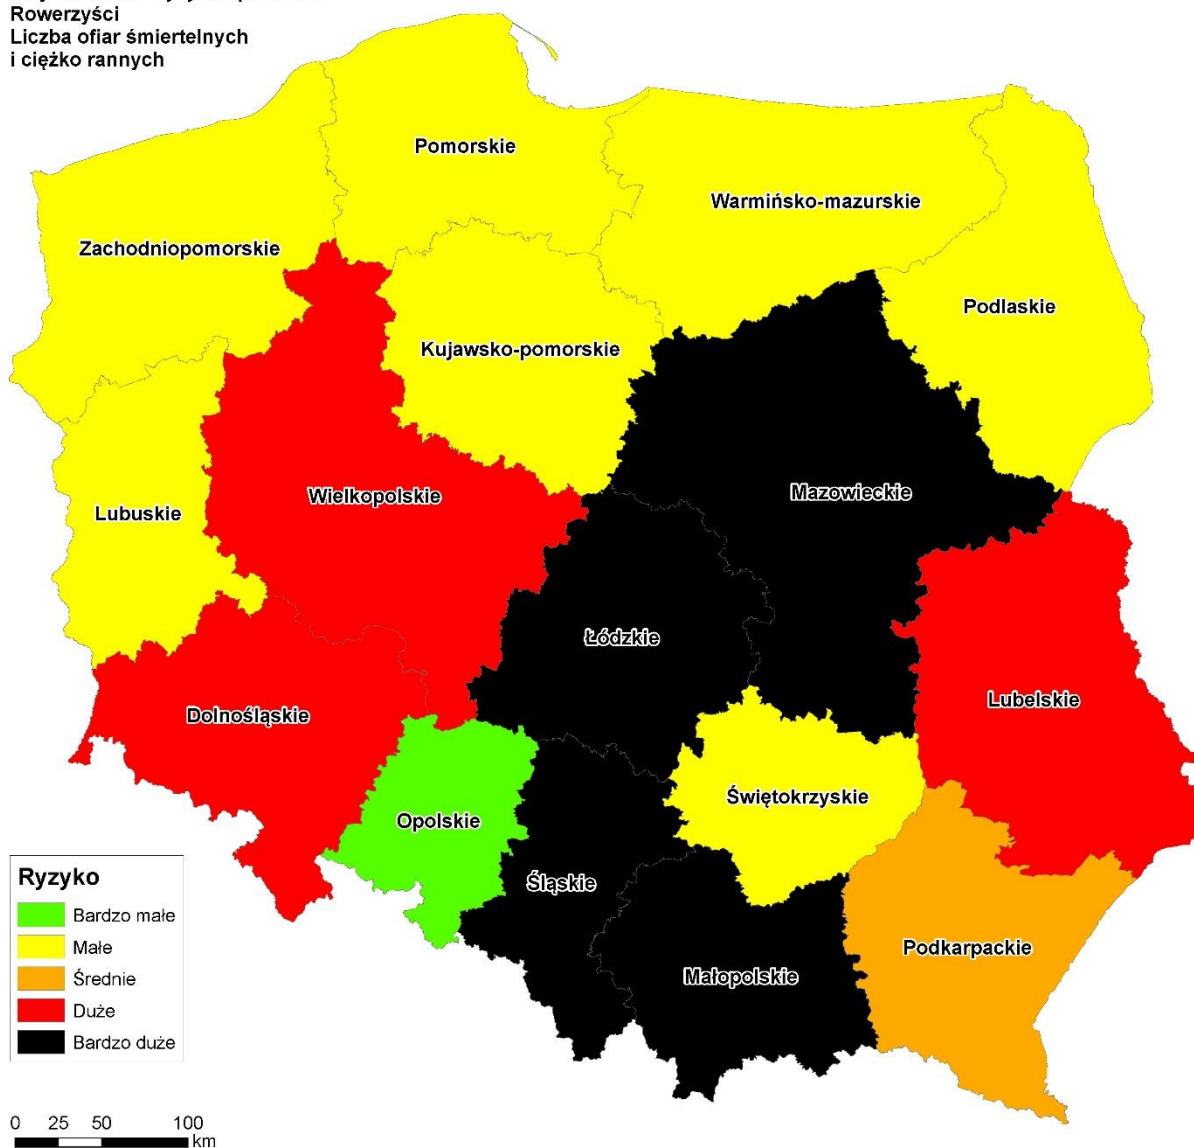 Rowerzyści
Liczba ofiar śmiertelnych
i ciężko rannych
Pomorskie
Warmińsko-mazurskie
Zachodniopomorskie
Podlaskie
Kujawsko-pomorskie
Mazowieckie
Wielkopolskie
Lubuskie
Łódzkie
Lubelskie
Dolnośląskie
Świętokrzyskie
Opolskie
Śląskie
Podkarpackie
Małopolskie
Ryzyko
Bardzo małe
Małe
Średnie
Duże
Bardzo duże
0 25 50 100
km